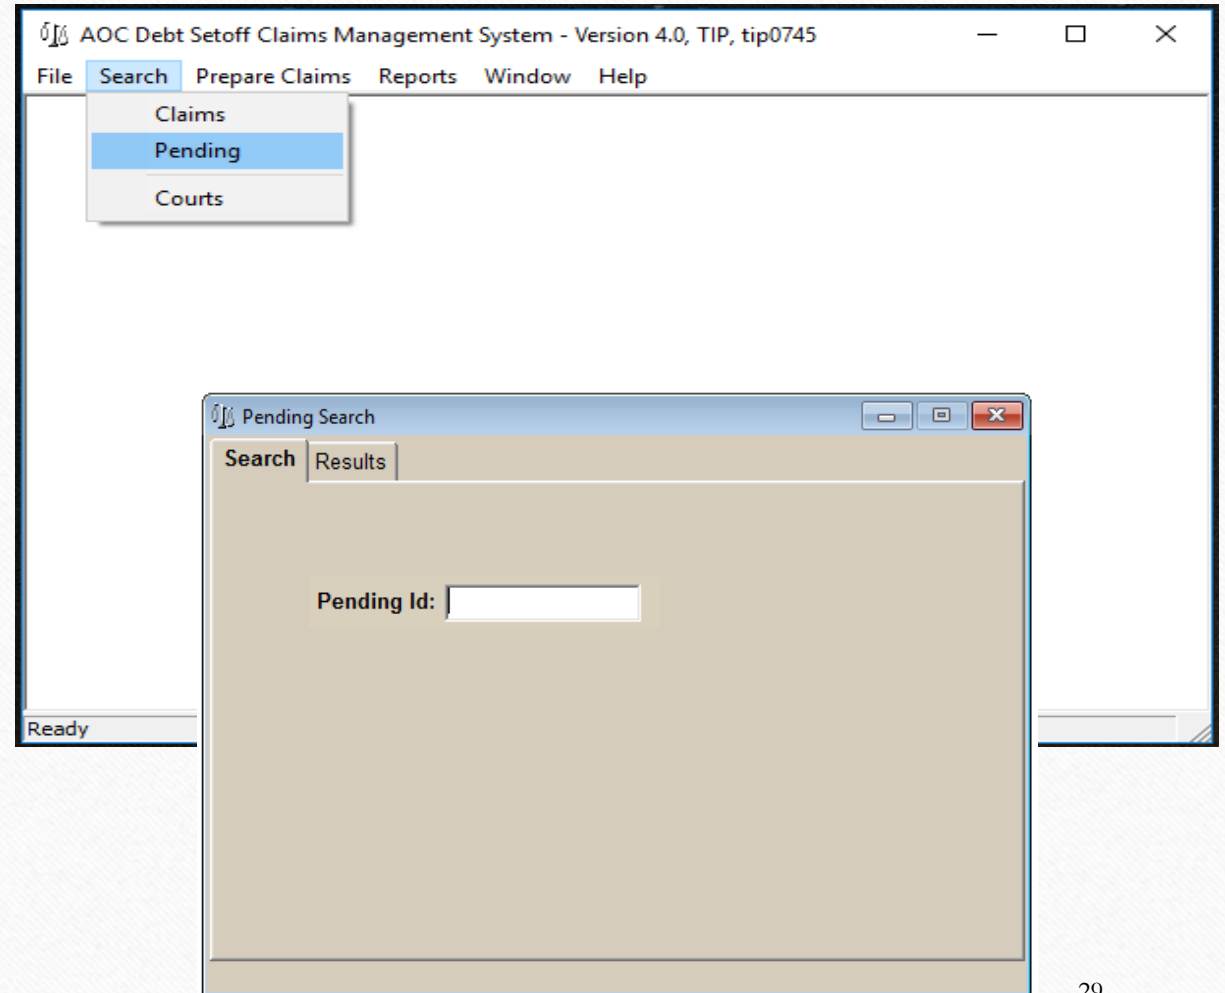 AOC Debt Setoff Claims Management System - Version 4.0, TIP, tip0745
File Search Prepare Claims Reports Window Help
Claims
Pending
Courts
Pending Search
Search Results
Pending Id:
Ready
29